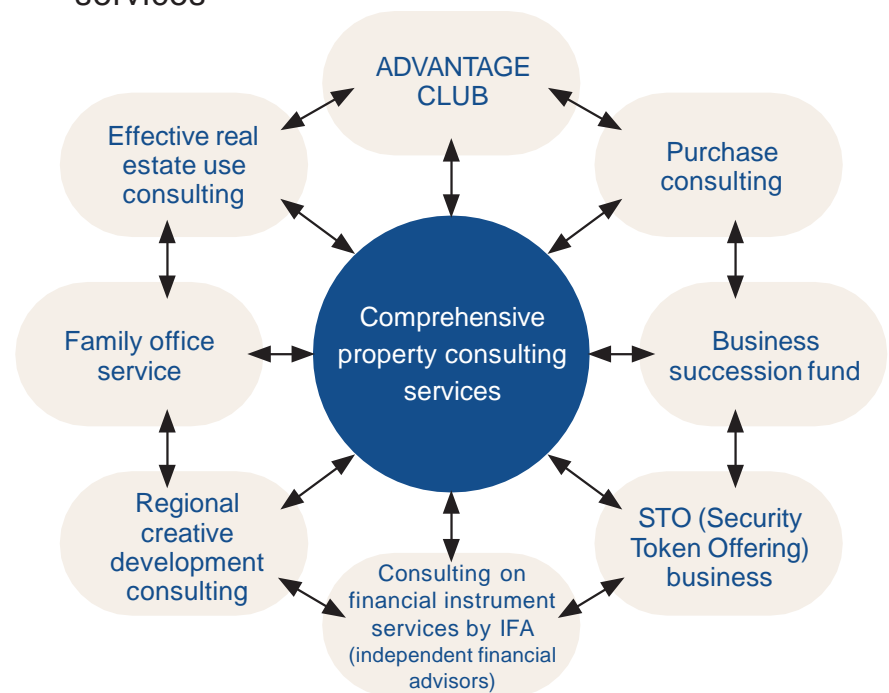 services
ADVANTAGE
CLUB
Effective real
estate use
consulting
Purchase
consulting
Comprehensive
property consulting
services
Family office
service
Business
succession fund
Regional
creative
development
consulting
STO (Security
Token Offering)
business
Consulting on
financial instrument
services by IFA
(independent financial
advisors)